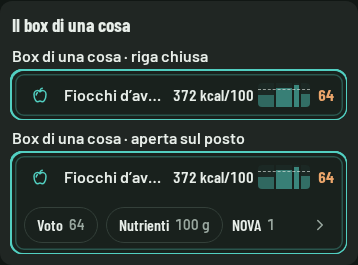 Il box di una cosa
Box di una cosa · riga chiusa
Fiocchi d'av… 372 kcal/100 64
Box di una cosa · aperta sul posto
Fiocchi d'av… 372 kcal/100 64
Voto 64 Nutrienti 100 g NOVA 1